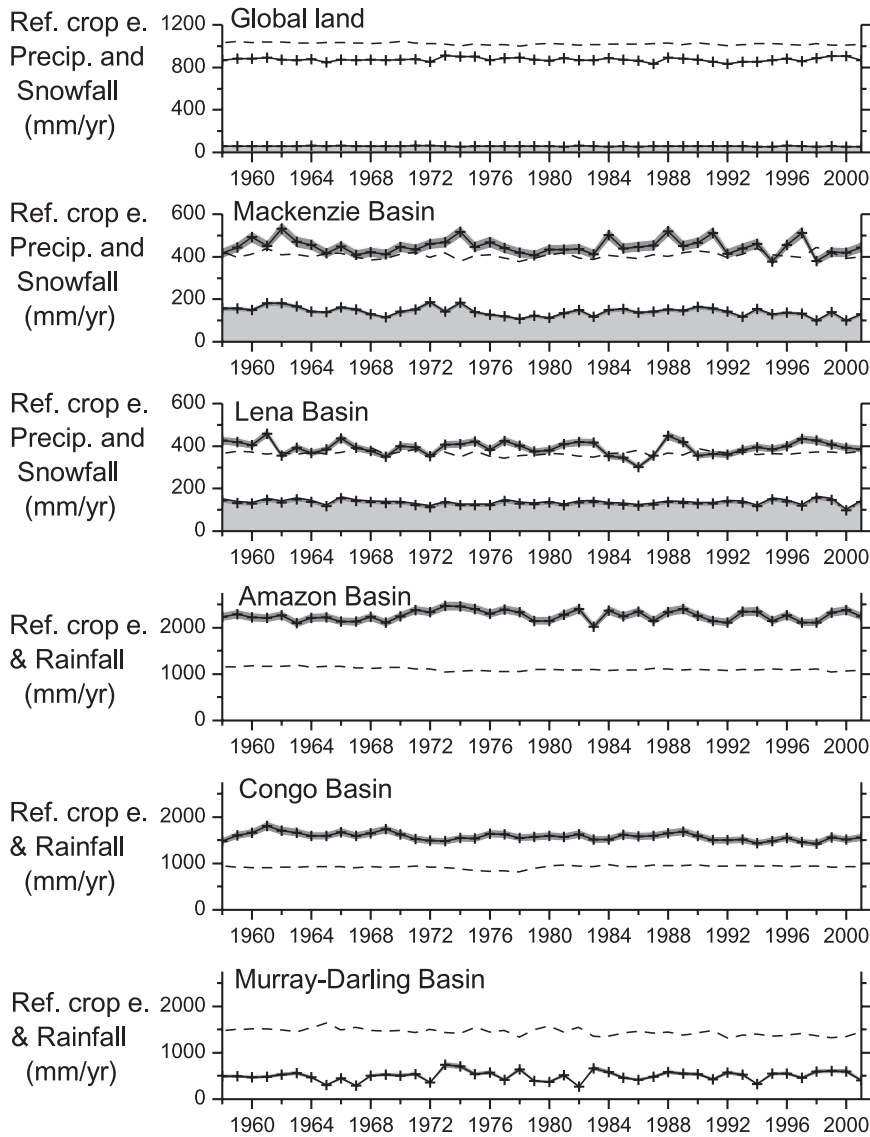 Global land
Ref. crop e.
Precip. and
Snowfall
(mm/yr)
1200
800
400
0
1960 1964 1968 1972 1976 1980 1984 1988 1992 1996 2000
Mackenzie Basin
Ref. crop e.
Precip. and
Snowfall
(mm/yr)
600
400
200
0
1960 1964 1968 1972 1976 1980 1984 1988 1992 1996 2000
Lena Basin
Ref. crop e.
Precip. and
Snowfall
(mm/yr)
600
400
200
0
1960 1964 1968 1972 1976 1980 1984 1988 1992 1996 2000
Amazon Basin
Ref. crop e.
& Rainfall
(mm/yr)
2000
1000
0
1960 1964 1968 1972 1976 1980 1984 1988 1992 1996 2000
Congo Basin
Ref. crop e.
& Rainfall
(mm/yr)
2000
1000
0
1960 1964 1968 1972 1976 1980 1984 1988 1992 1996 2000
Murray-Darling Basin
Ref. crop e.
& Rainfall
(mm/yr)
2000
1000
0
1960 1964 1968 1972 1976 1980 1984 1988 1992 1996 2000